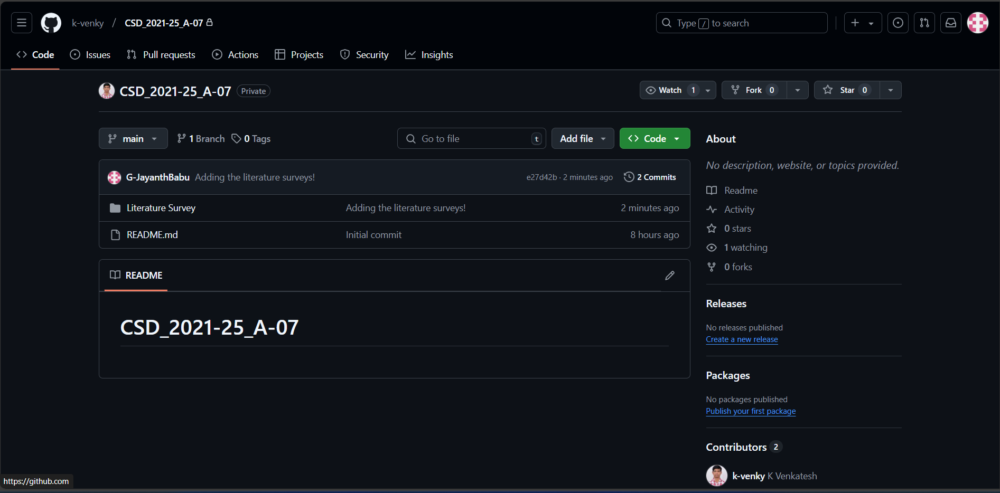 k-venky / CSD_2021-25_A-07
Type / to search
Code Issues Pull requests Actions Projects Security Insights
CSD_2021-25_A-07 Private
Watch 1 Fork 0 Star 0
main 1 Branch 0 Tags
Go to file t Add file Code
G-JayanthBabu Adding the literature surveys! e27d42b · 2 minutes ago 2 Commits
Literature Survey Adding the literature surveys! 2 minutes ago
README.md Initial commit 8 hours ago
README
CSD_2021-25_A-07
About
No description, website, or topics provided.
Readme
Activity
0 stars
1 watching
0 forks
Releases
No releases published
Create a new release
Packages
No packages published
Publish your first package
Contributors 2
k-venky K Venkatesh
https://github.com